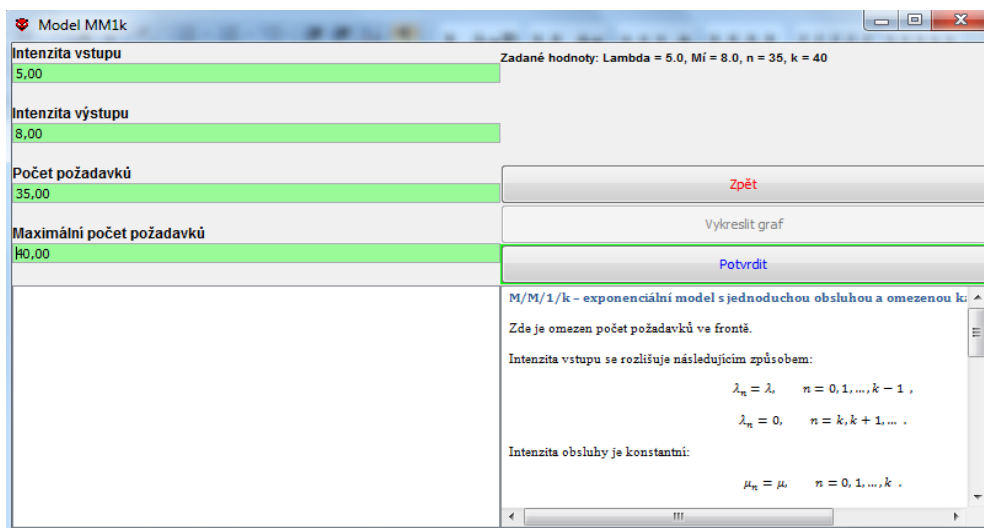 Model MM1k
Intenzita vstupu
5,00
Zadané hodnoty: Lambda = 5.0, Mí = 8.0, n = 35, k = 40
Intenzita výstupu
8,00
Počet požadavků
35,00
Maximální počet požadavků
40,00
Zpět
Vykreslit graf
Potvrdit
M/M/1/k – exponenciální model s jednoduchou obsluhou a omezenou k
Zde je omezen počet požadavků ve frontě.
Intenzita vstupu se rozlišuje následujícím způsobem:
λₙ = λ, n = 0, 1, ..., k − 1 ,
λₙ = 0, n = k, k + 1, ... .
Intenzita obsluhy je konstantní:
μₙ = μ, n = 0, 1, ..., k .